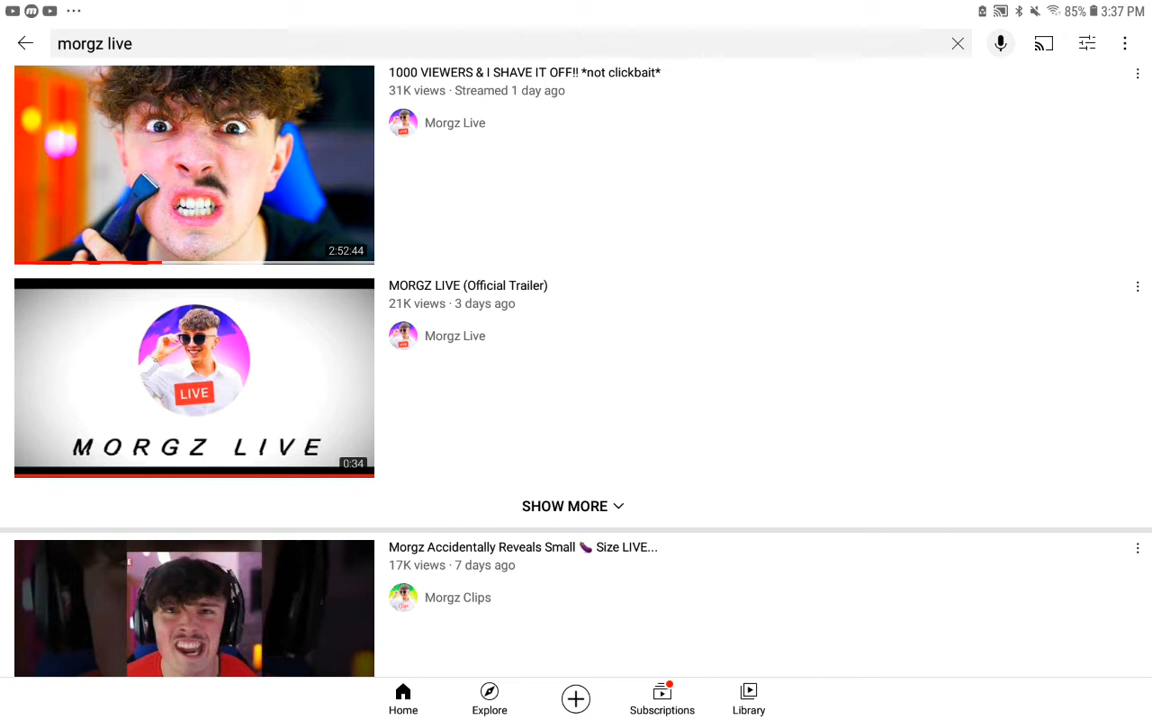 85% 3:37 PM
morgz live
1000 VIEWERS & I SHAVE IT OFF!! *not clickbait*
31K views · Streamed 1 day ago
Morgz Live
2:52:44
MORGZ LIVE (Official Trailer)
21K views · 3 days ago
Morgz Live
LIVE
MORGZ LIVE
0:34
SHOW MORE
Morgz Accidentally Reveals Small 🍆 Size LIVE...
17K views · 7 days ago
Morgz Clips
Home Explore Subscriptions Library